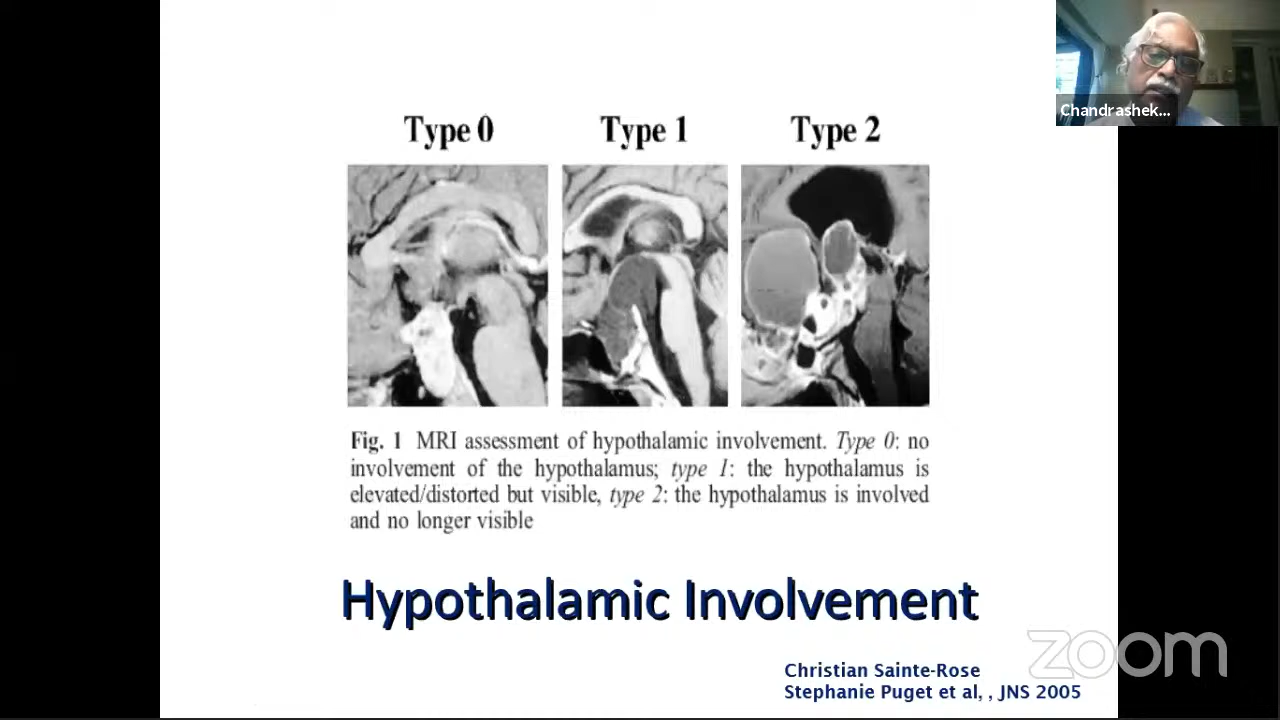 Chandrashek...
Type 0 Type 1 Type 2
Fig. 1 MRI assessment of hypothalamic involvement. Type 0: no
involvement of the hypothalamus; type 1: the hypothalamus is
elevated/distorted but visible, type 2: the hypothalamus is involved
and no longer visible
Hypothalamic Involvement
zoom
Christian Sainte-Rose
Stephanie Puget et al, , JNS 2005